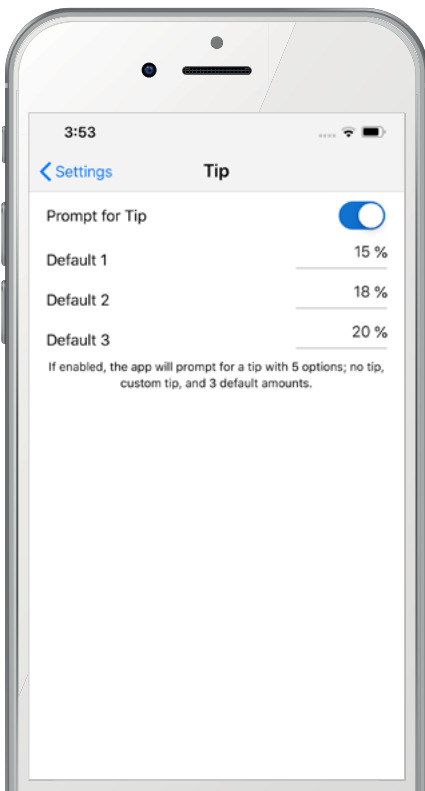 3:53
Settings
Tip
Prompt for Tip
Default 1
15 %
Default 2
18 %
Default 3
20 %
If enabled, the app will prompt for a tip with 5 options; no tip,
custom tip, and 3 default amounts.